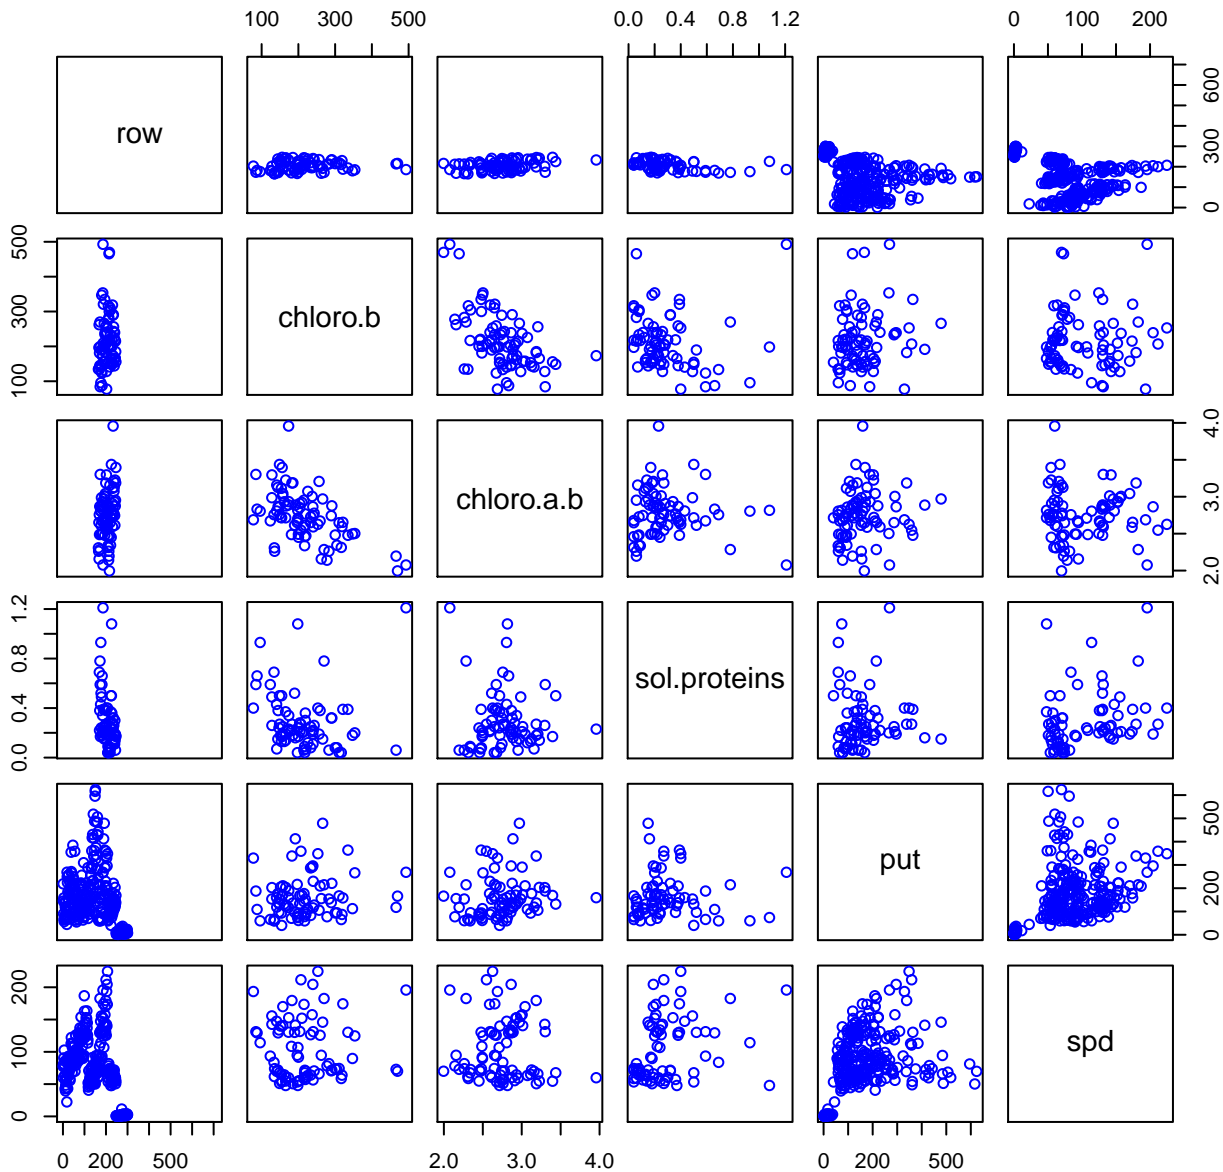 100 300 500 0.0 0.4 0.8 1.2 0 100 200
row 0 300 600
100 300 500 chloro.b
chloro.a.b 2.0 3.0 4.0
0.0 0.4 0.8 1.2 sol.proteins
put 0 200 500
0 100 200 spd
0 200 500 2.0 3.0 4.0 0 200 500